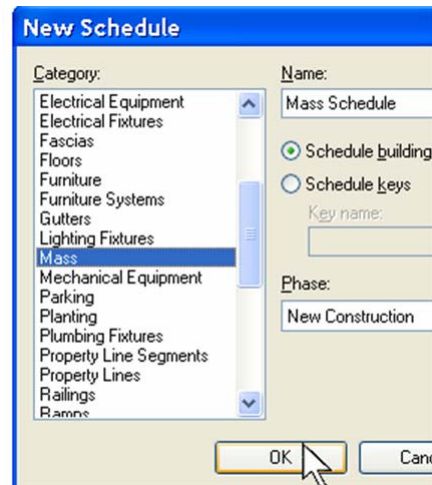 New Schedule
Category:
Electrical Equipment
Electrical Fixtures
Fascias
Floors
Furniture
Furniture Systems
Gutters
Lighting Fixtures
Mass
Mechanical Equipment
Parking
Planting
Plumbing Fixtures
Property Line Segments
Property Lines
Railings
Ramps
Name:
Mass Schedule
Schedule building
Schedule keys
Key name:
Phase:
New Construction
OK
Canc